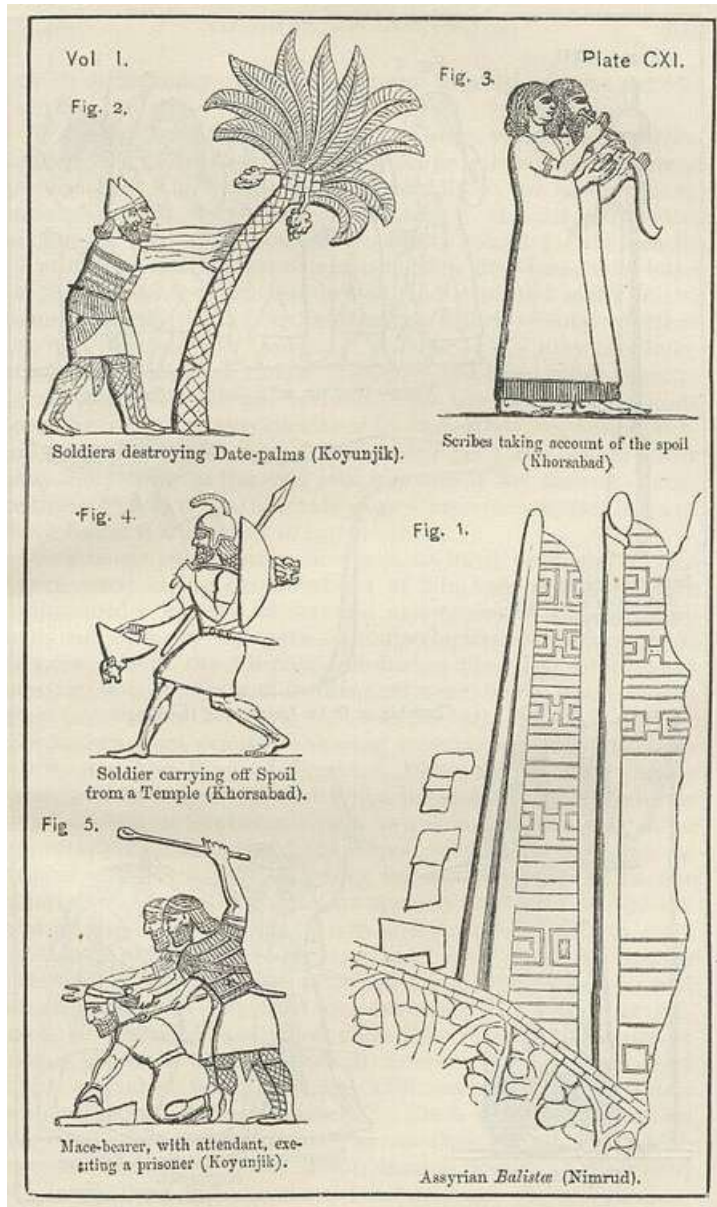 Vol I.
Plate CXI.
Fig. 2.
Fig. 3.
Soldiers destroying Date-palms (Koyunjik).
Scribes taking account of the spoil
(Khorsabad).
Fig. 4.
Fig. 1.
Soldier carrying off Spoil
from a Temple (Khorsabad).
Fig 5.
Mace-bearer, with attendant, exe-
cuting a prisoner (Koyunjik).
Assyrian Balistæ (Nimrud).